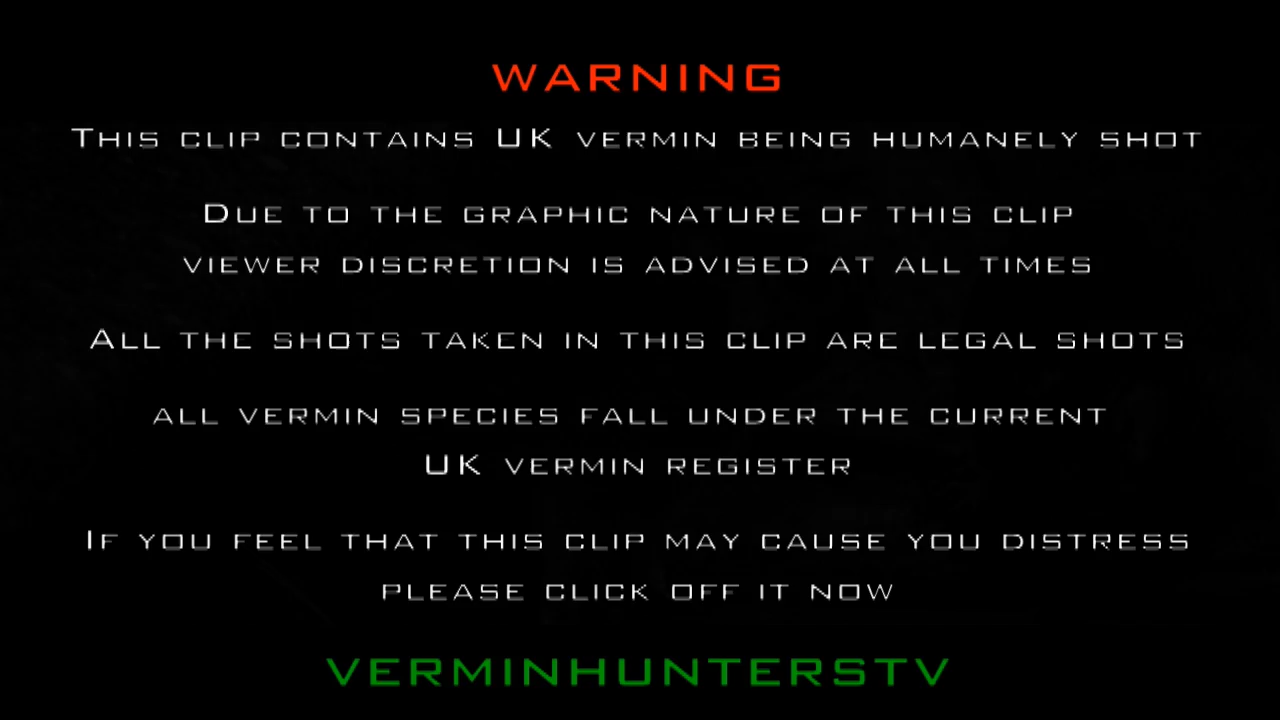 WARNING
This clip contains UK vermin being humanely shot
Due to the graphic nature of this clip
viewer discretion is advised at all times
All the shots taken in this clip are legal shots
all vermin species fall under the current
UK vermin register
If you feel that this clip may cause you distress
please click off it now
VERMINHUNTERSTV